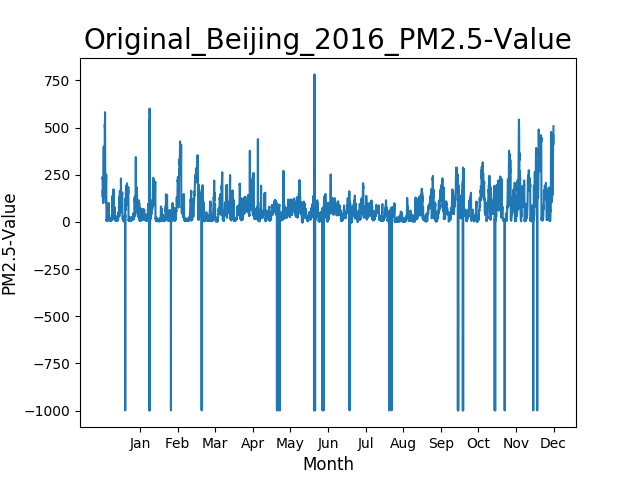 Original_Beijing_2016_PM2.5-Value
PM2.5-Value
750
500
250
0
−250
−500
−750
−1000
Jan Feb Mar Apr May Jun Jul Aug Sep Oct Nov Dec
Month